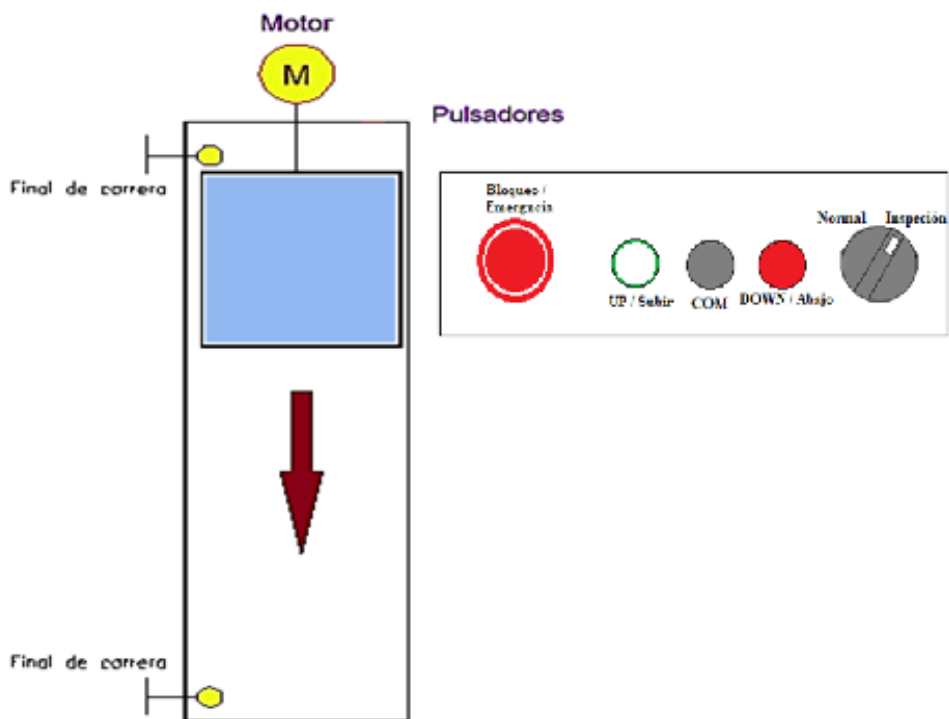 Motor
M
Pulsadores
Final de carrera
Bloqueo /
Emergencia
Normal Inspeción
UP / Subir
COM
DOWN / Abajo
Final de carrera